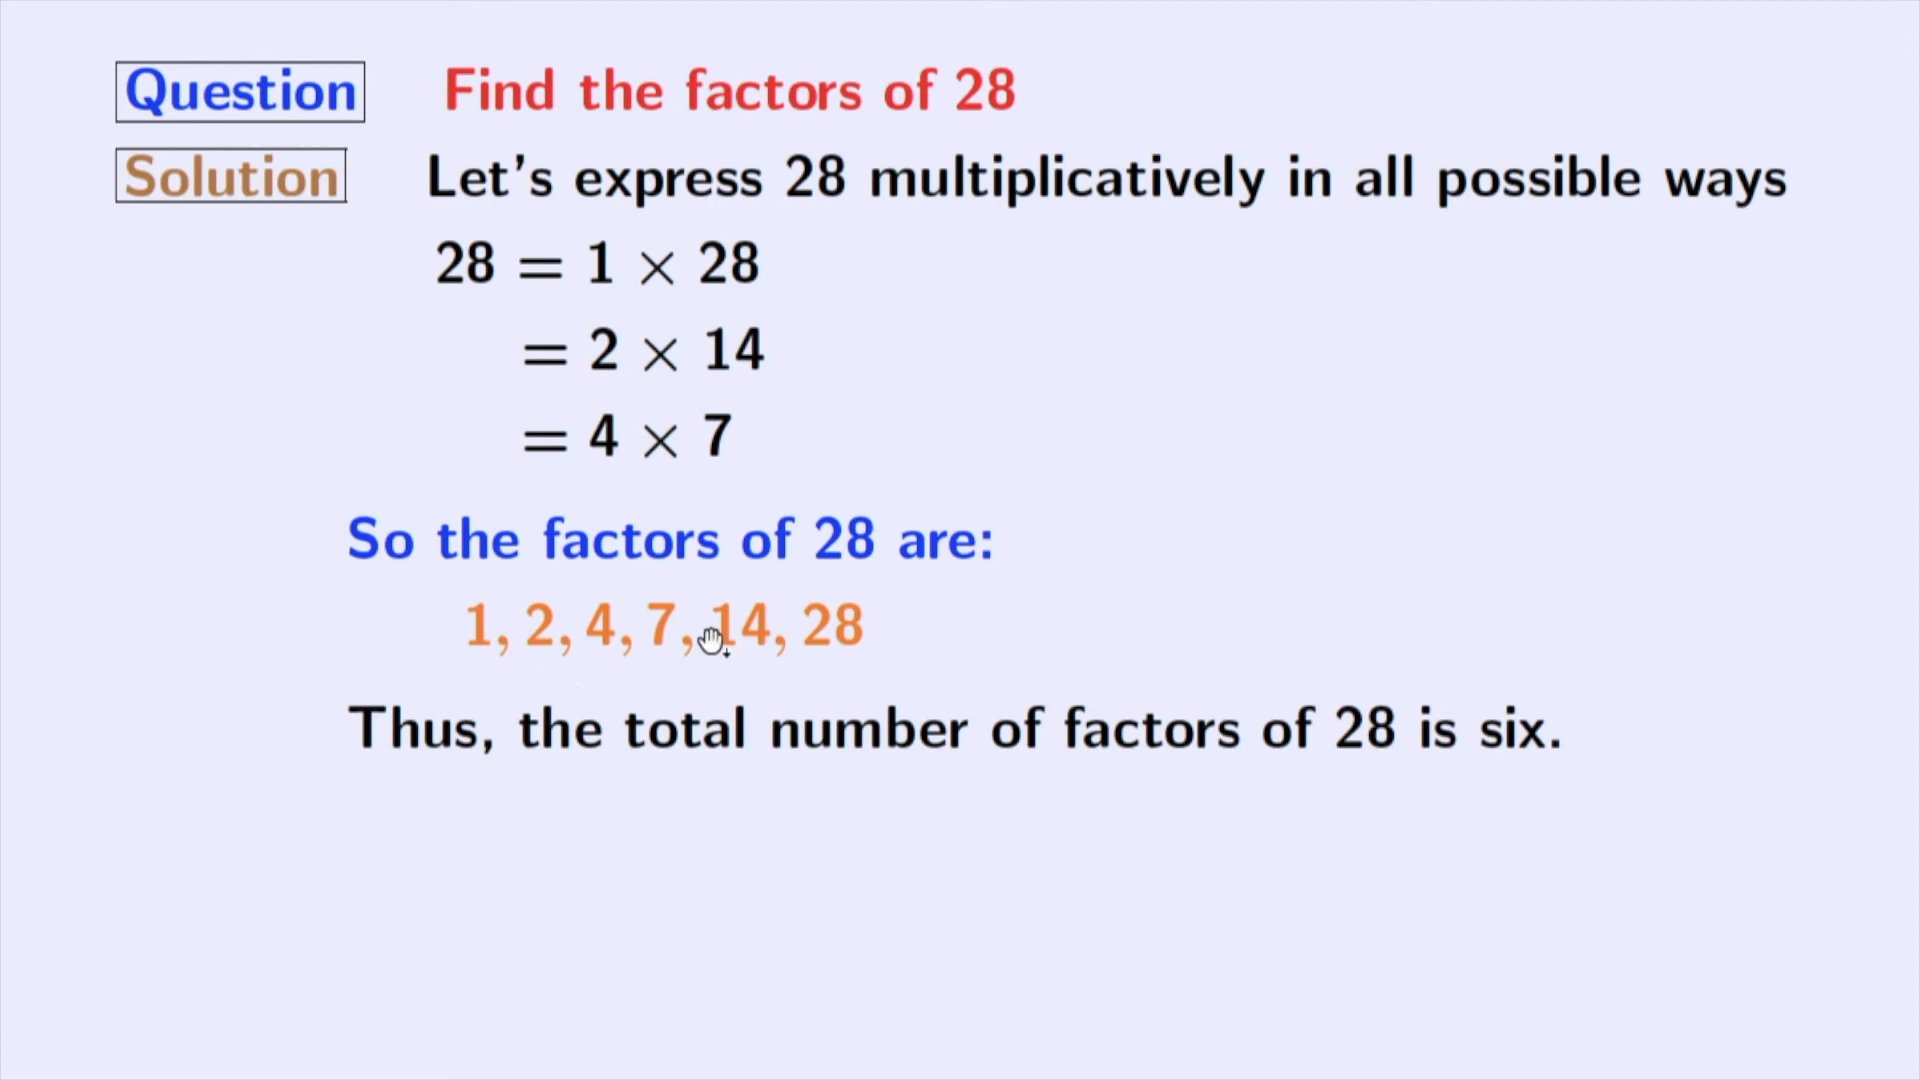 Question Find the factors of 28
Solution Let's express 28 multiplicatively in all possible ways
28 = 1 × 28
= 2 × 14
= 4 × 7
So the factors of 28 are:
1, 2, 4, 7, 14, 28
Thus, the total number of factors of 28 is six.